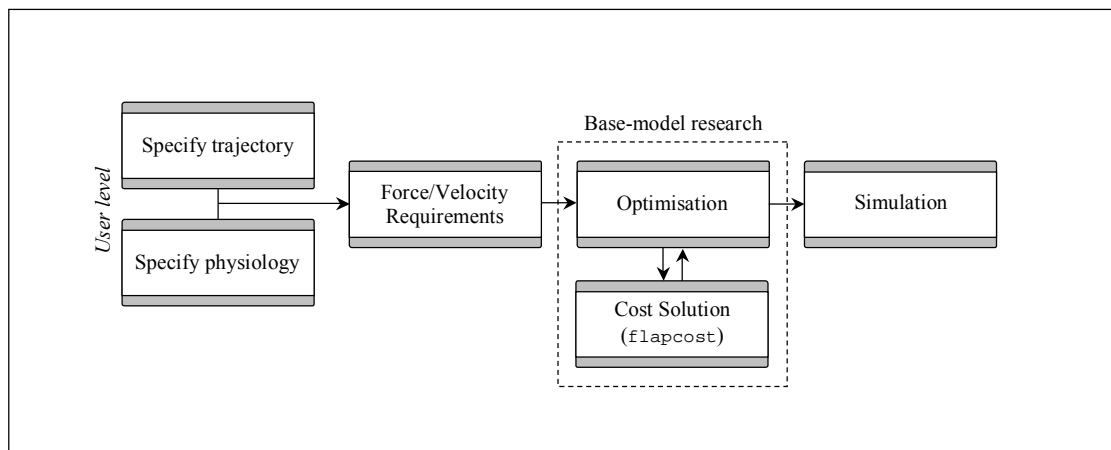 User level
Specify trajectory
Specify physiology
Force/Velocity
Requirements
Base-model research
Optimisation
Cost Solution
(flapcost)
Simulation